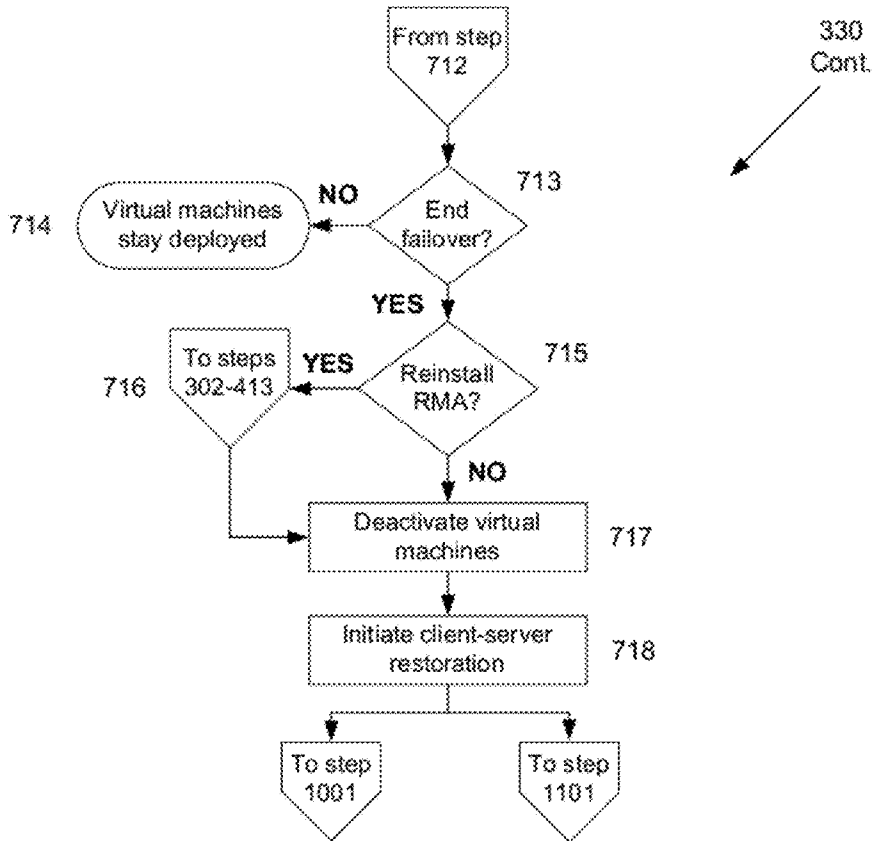 From step
712
330
Cont.
713
End
failover?
NO
714
Virtual machines
stay deployed
YES
715
Reinstall
RMA?
YES
716
To steps
302-413
NO
Deactivate virtual
machines
717
Initiate client-server
restoration
718
To step
1001
To step
1101